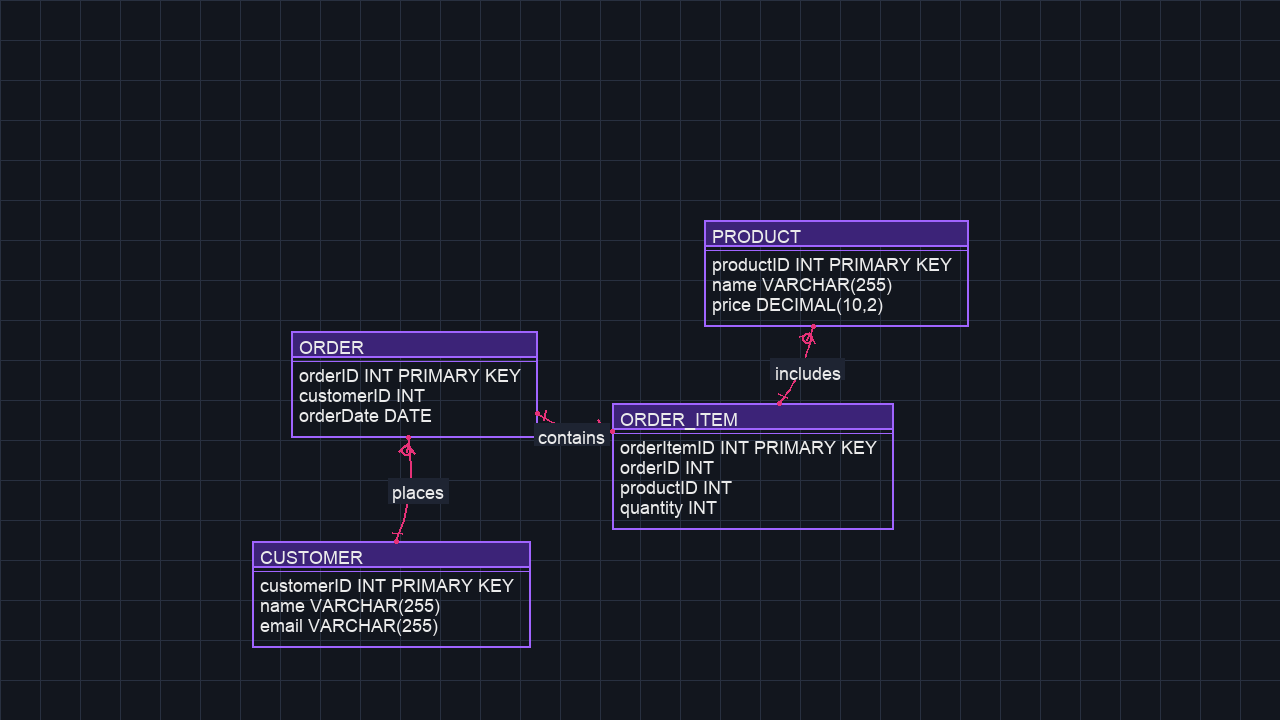 PRODUCT
productID INT PRIMARY KEY
name VARCHAR(255)
price DECIMAL(10,2)
ORDER
orderID INT PRIMARY KEY
customerID INT
orderDate DATE
includes
contains
ORDER_ITEM
orderItemID INT PRIMARY KEY
orderID INT
productID INT
quantity INT
places
CUSTOMER
customerID INT PRIMARY KEY
name VARCHAR(255)
email VARCHAR(255)